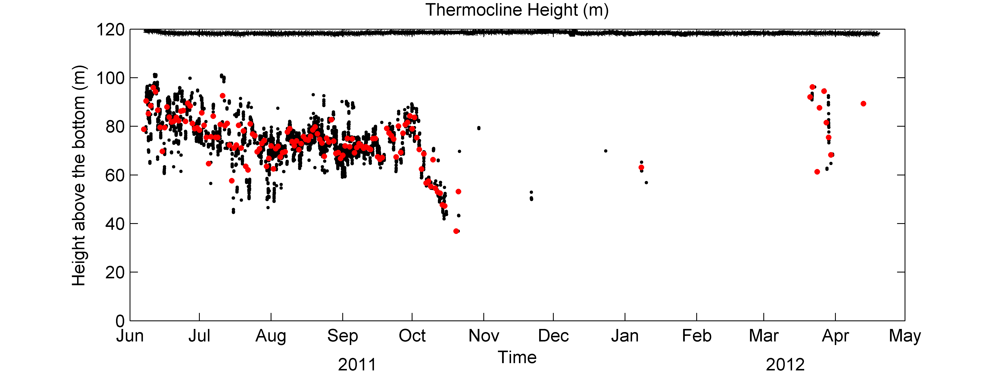 Thermocline Height (m)
Height above the bottom (m)
120
100
80
60
40
20
0
Jun Jul Aug Sep Oct Nov Dec Jan Feb Mar Apr May
Time
2011 2012